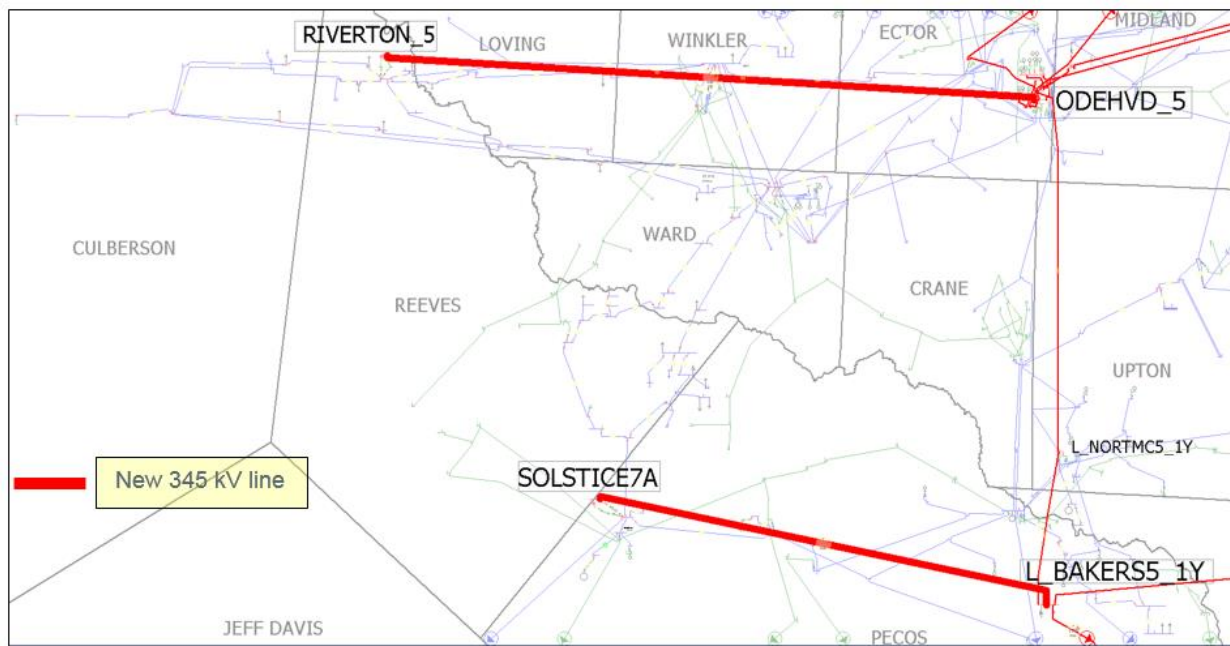 MIDLAND
RIVERTON_5
LOVING
WINKLER
ECTOR
ODEHVD_5
WARD
CULBERSON
REEVES
CRANE
UPTON
L_NORTMC5_1Y
SOLSTICE7A
New 345 kV line
L_BAKERS5_1Y
JEFF DAVIS
PECOS